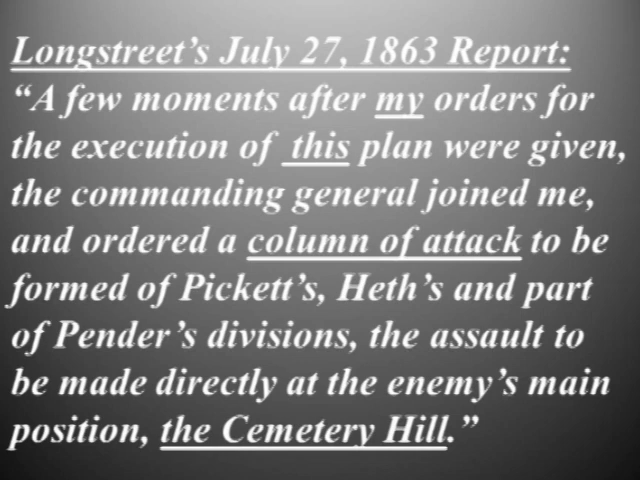 Longstreet's July 27, 1863 Report:
"A few moments after my orders for
the execution of this plan were given,
the commanding general joined me,
and ordered a column of attack to be
formed of Pickett's, Heth's and part
of Pender's divisions, the assault to
be made directly at the enemy's main
position, the Cemetery Hill."